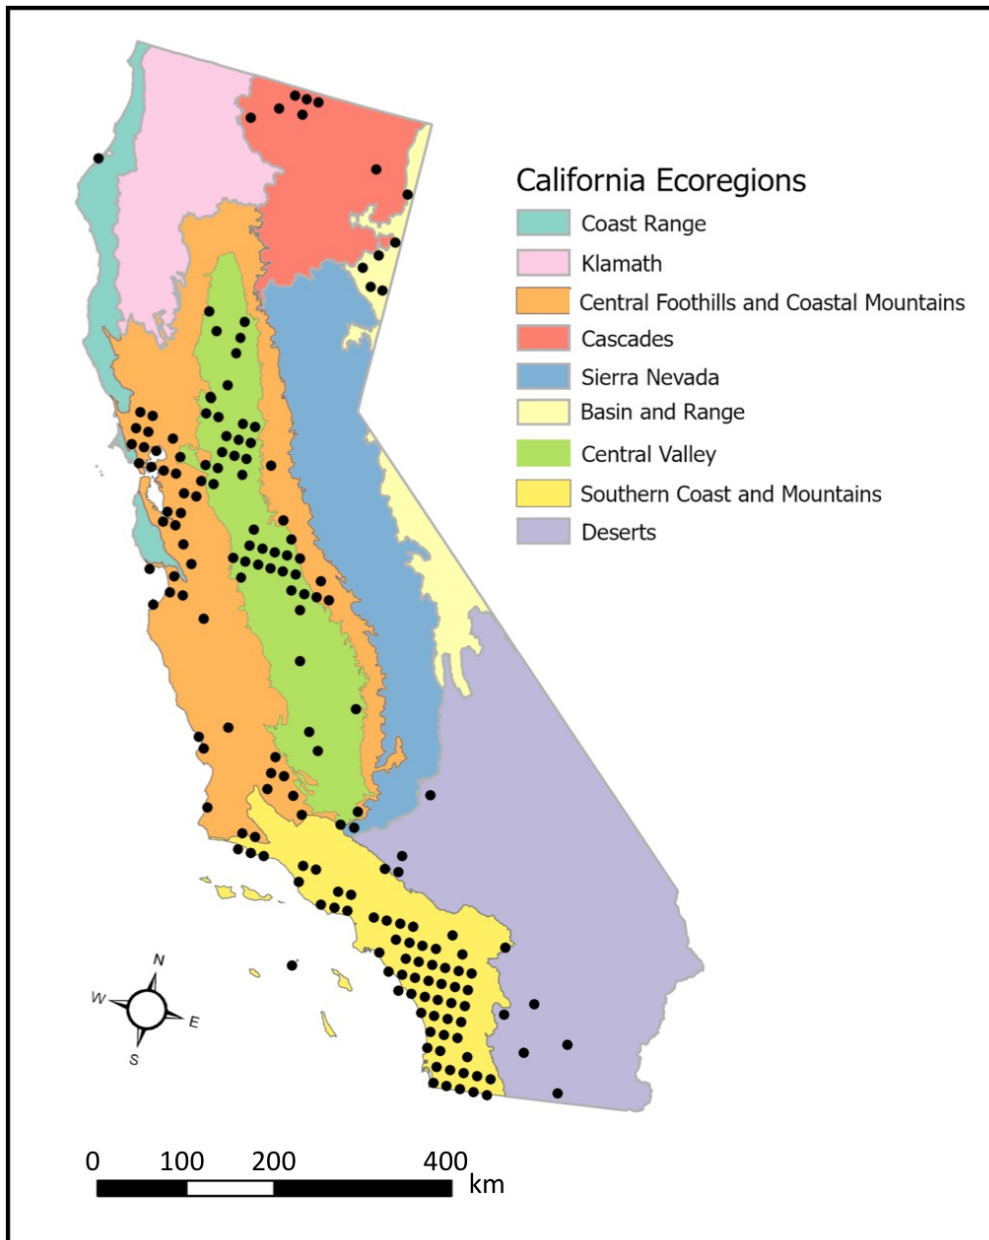 California Ecoregions
Coast Range
Klamath
Central Foothills and Coastal Mountains
Cascades
Sierra Nevada
Basin and Range
Central Valley
Southern Coast and Mountains
Deserts
N
W
E
S
0 100 200 400
km